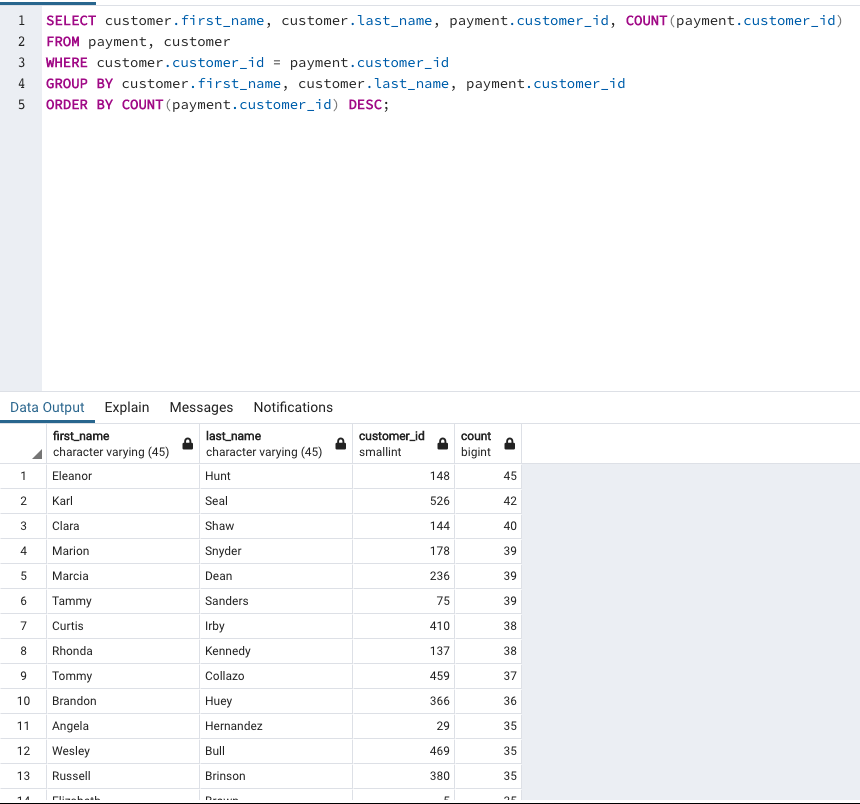 1 SELECT customer.first_name, customer.last_name, payment.customer_id, COUNT(payment.customer_id)
2 FROM payment, customer
3 WHERE customer.customer_id = payment.customer_id
4 GROUP BY customer.first_name, customer.last_name, payment.customer_id
5 ORDER BY COUNT(payment.customer_id) DESC;
Data Output Explain Messages Notifications
first_name last_name customer_id count
character varying (45) character varying (45) smallint bigint
1 Eleanor Hunt 148 45
2 Karl Seal 526 42
3 Clara Shaw 144 40
4 Marion Snyder 178 39
5 Marcia Dean 236 39
6 Tammy Sanders 75 39
7 Curtis Irby 410 38
8 Rhonda Kennedy 137 38
9 Tommy Collazo 459 37
10 Brandon Huey 366 36
11 Angela Hernandez 29 35
12 Wesley Bull 469 35
13 Russell Brinson 380 35
14 Elizabeth Brown 5 35